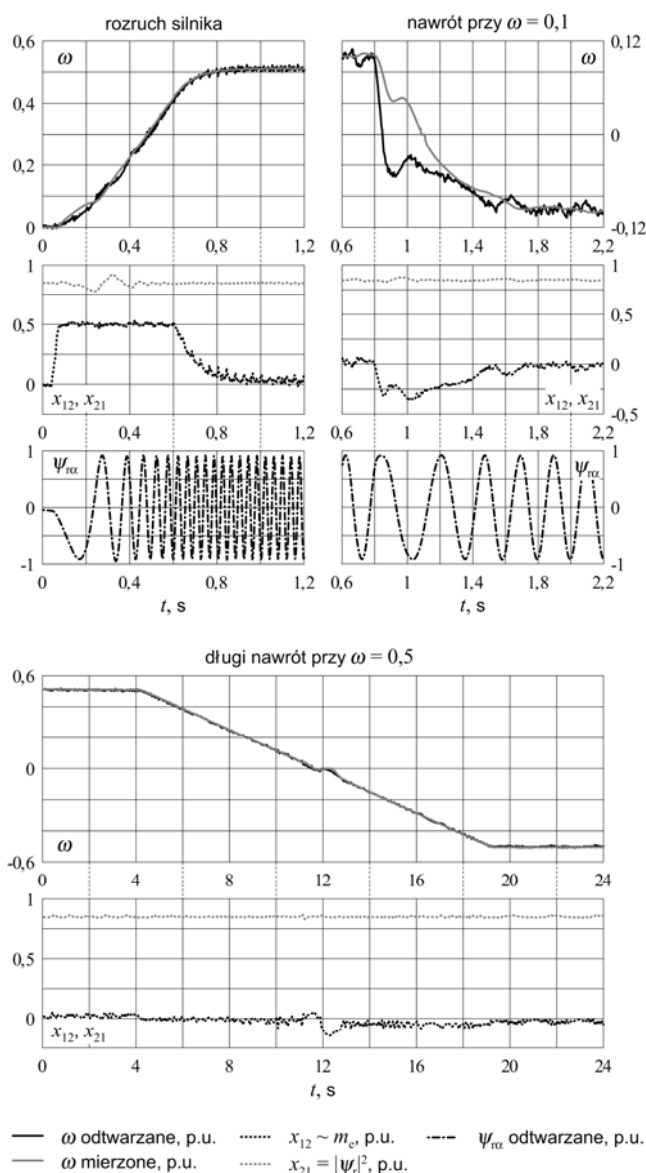 rozruch silnika
nawrót przy ω = 0,1
0,6
ω
0,4
0,2
0
0 0,4 0,8 1,2
0,12
ω
0
-0,12
0,6 1 1,4 1,8 2,2
1
0,5
0
x12, x21
0 0,4 0,8 1,2
1
0,5
0
x12, x21
-0,5
0,6 1 1,4 1,8 2,2
1
ψrα
0
-1
0 0,4 0,8 1,2
t, s
1
ψrα
0
-1
0,6 1 1,4 1,8 2,2
t, s
długi nawrót przy ω = 0,5
0,6
0
ω
-0,6
0 4 8 12 16 20 24
1
0,5
0
x12, x21
0 4 8 12 16 20 24
t, s
ω odtwarzane, p.u. x12 ~ me, p.u. ψrα odtwarzane, p.u.
ω mierzone, p.u. x21 = |ψr|², p.u.